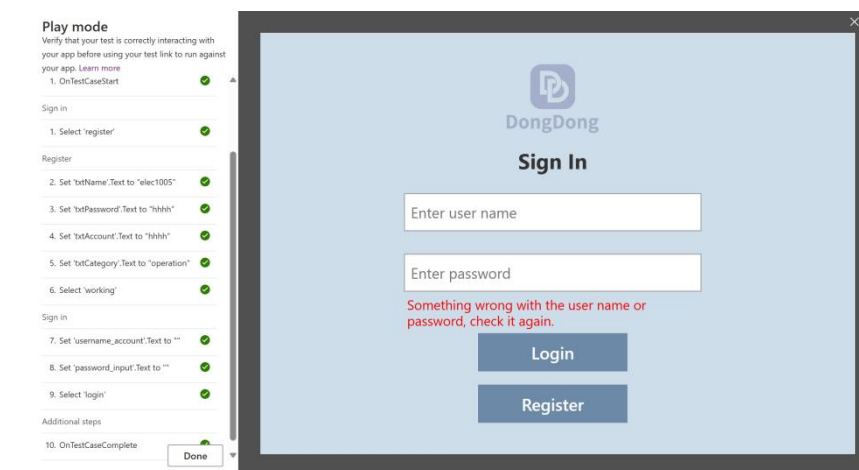 Play mode
Verify that your test is correctly interacting with
your app before using your test link to run against
your app. Learn more
1. OnTestCaseStart
Sign in
1. Select 'register'
Register
2. Set 'txtName'.Text to "elec1005"
3. Set 'txtPassword'.Text to "hhhh"
4. Set 'txtAccount'.Text to "hhhh"
5. Set 'txtCategory'.Text to "operation"
6. Select 'working'
Sign in
7. Set 'username_account'.Text to ""
8. Set 'password_input'.Text to ""
9. Select 'login'
Additional steps
10. OnTestCaseComplete
Done
DongDong
Sign In
Enter user name
Enter password
Something wrong with the user name or
password, check it again.
Login
Register